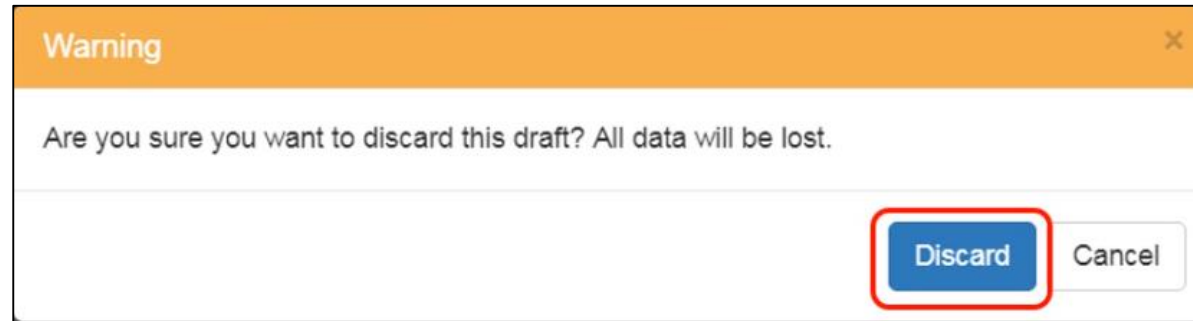 Warning
×
Are you sure you want to discard this draft? All data will be lost.
Discard
Cancel